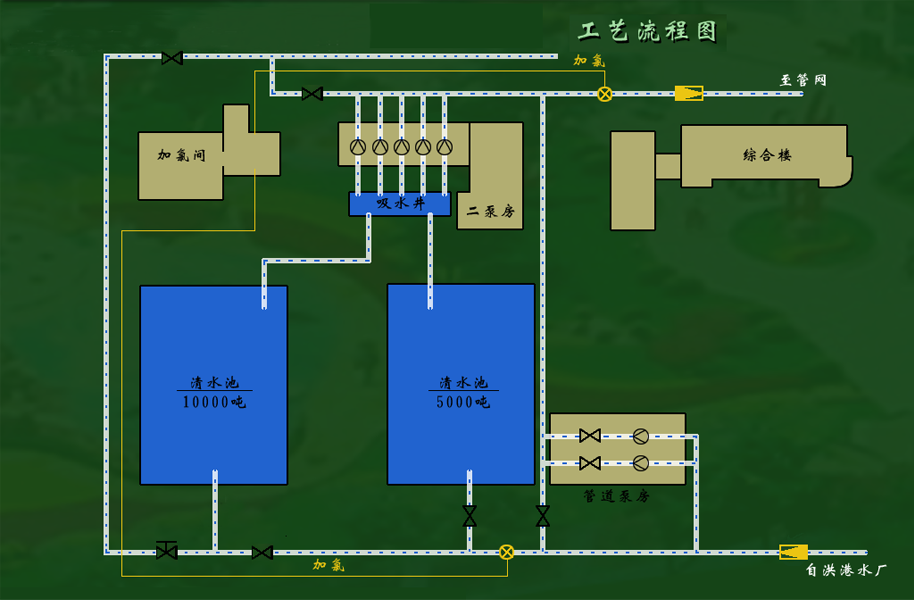 工艺流程图
加氯
至管网
加氯间
综合楼
吸水井
二泵房
清水池
10000吨
清水池
5000吨
管道泵房
加氯
自洪港水厂